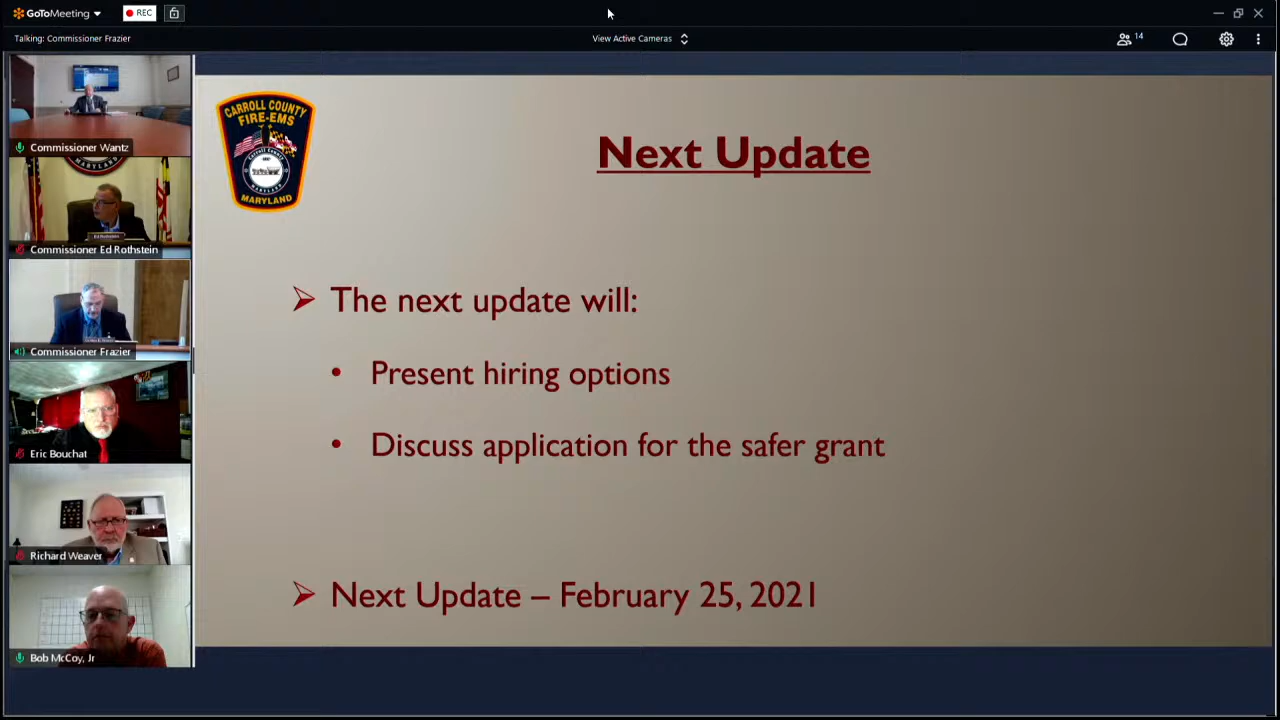 GoToMeeting
REC
Talking: Commissioner Frazier
View Active Cameras
14
Commissioner Wantz
Commissioner Ed Rothstein
Commissioner Frazier
Eric Bouchat
Richard Weaver
Bob McCoy, Jr
CARROLL COUNTY
FIRE-EMS
MARYLAND
Next Update
➢ The next update will:
• Present hiring options
• Discuss application for the safer grant
➢ Next Update – February 25, 2021